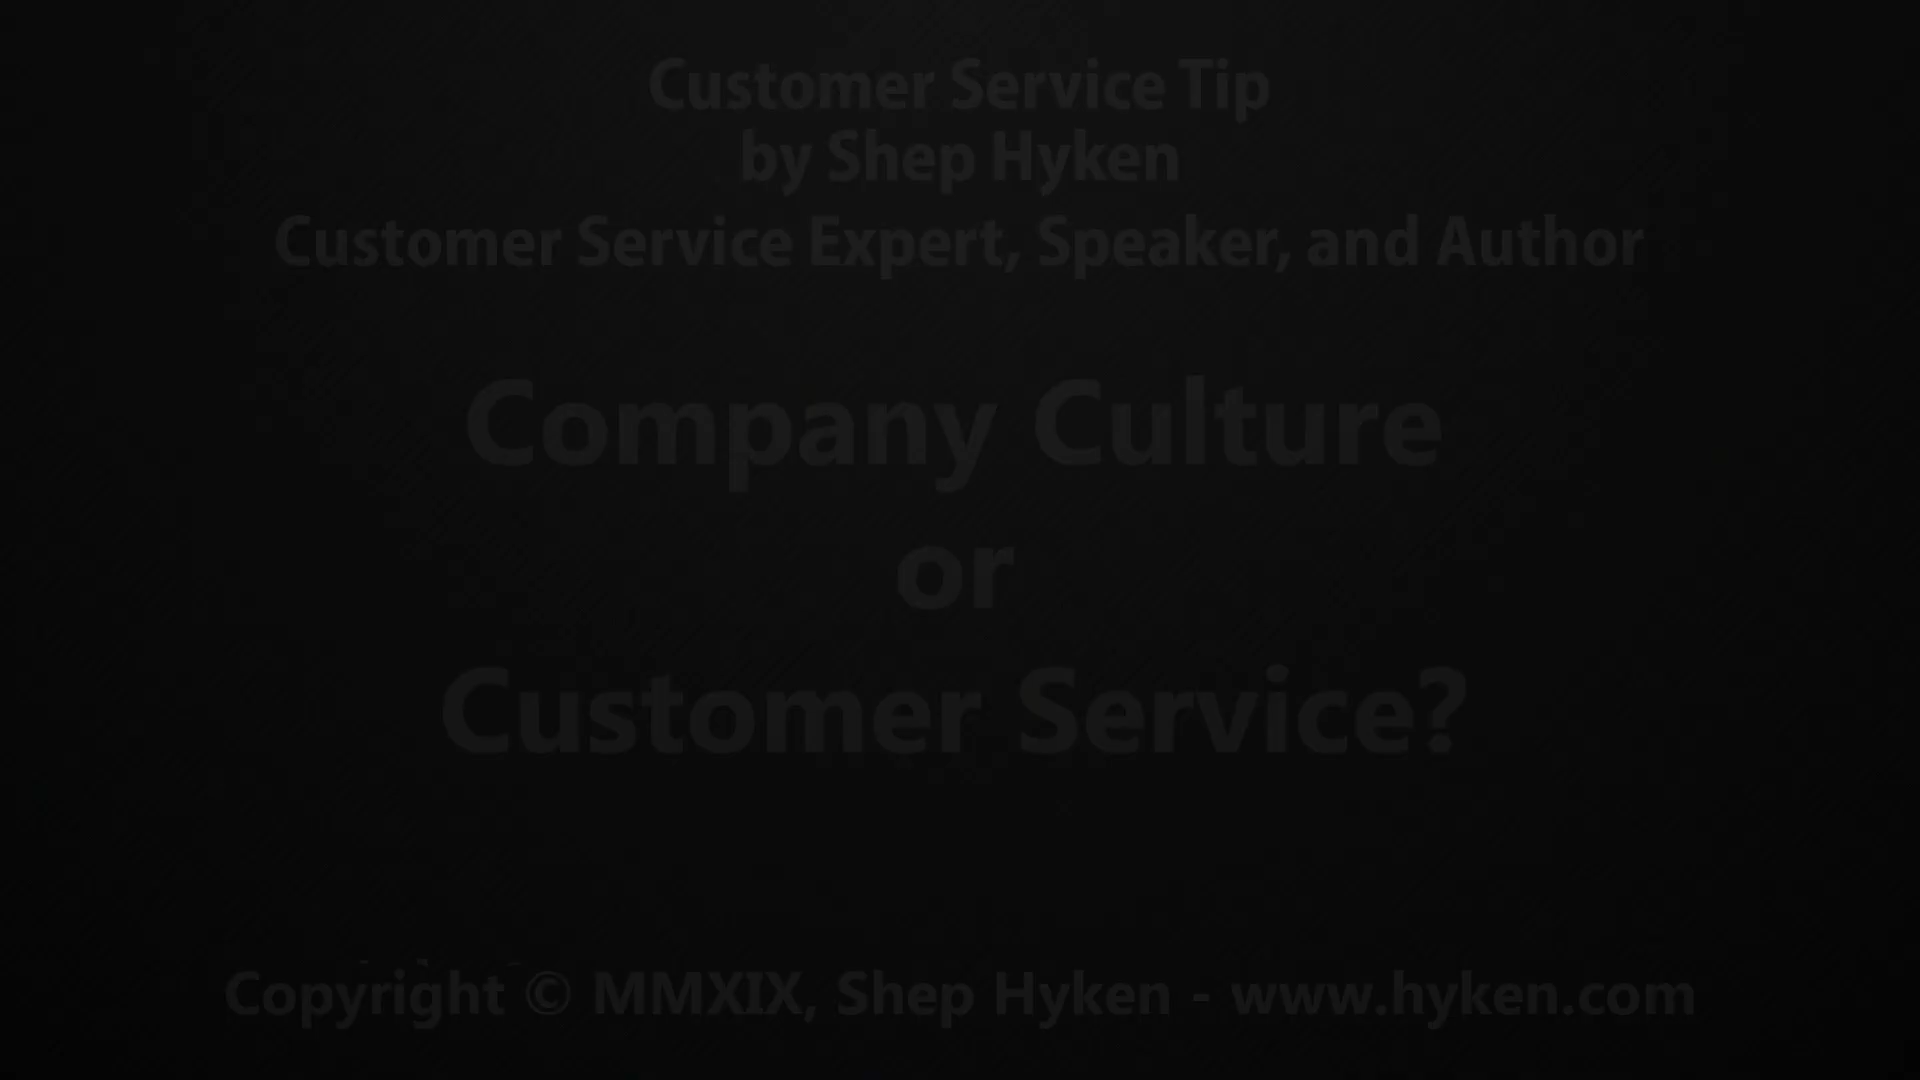 Customer Service Tip
by Shep Hyken
Customer Service Expert, Speaker, and Author
Company Culture
or
Customer Service?
Copyright © MMXIX, Shep Hyken - www.hyken.com